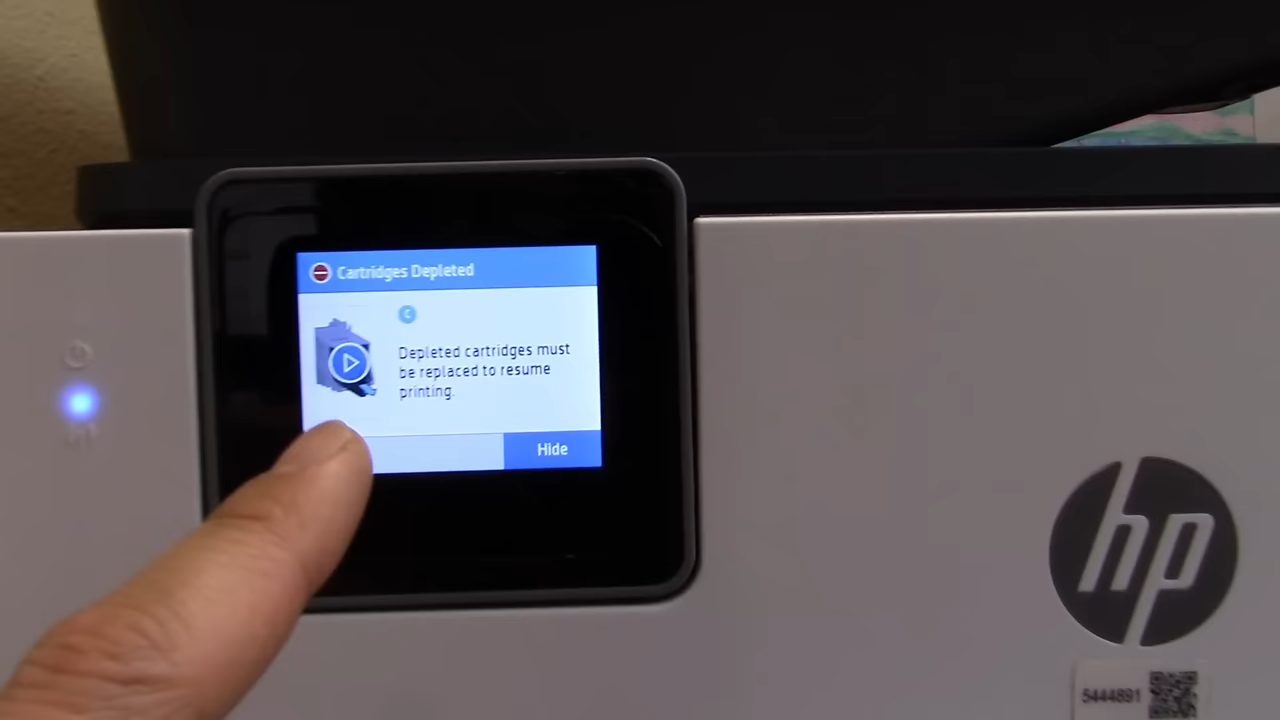 Cartridges Depleted
C
Depleted cartridges must
be replaced to resume
printing.
Hide
hp
5444891